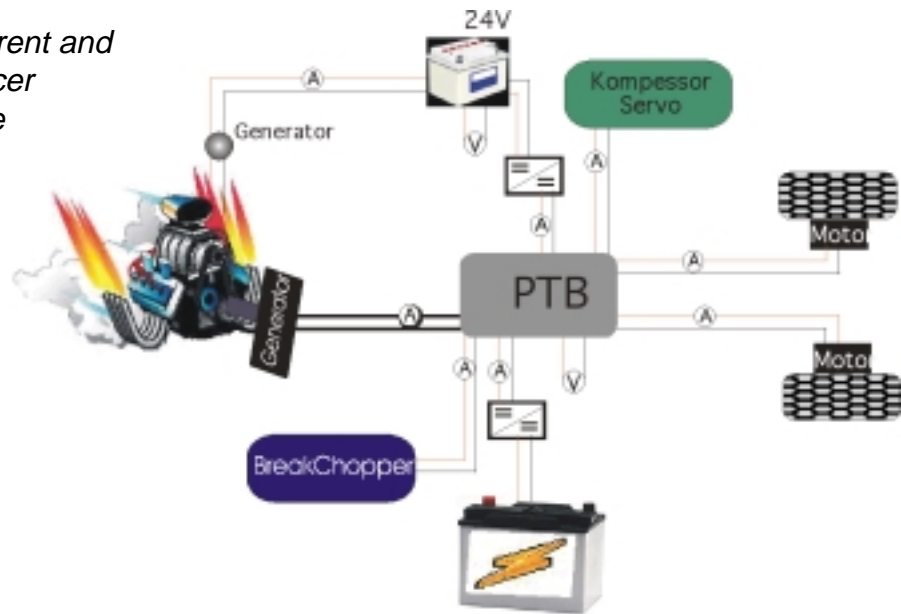 rent and
cer
e
24V
A
Kompessor
Servo
Generator
V
A
A
A
Motor
PTB
A
Generator
A
A
Motor
A
A
V
BreakChopper